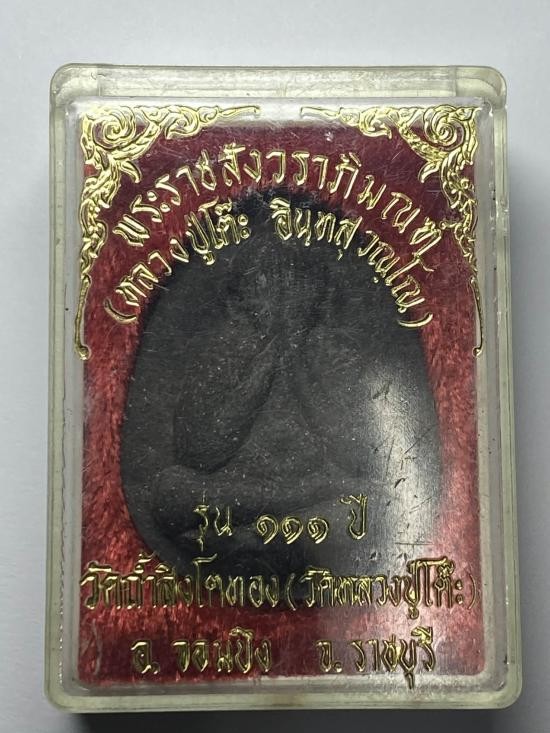 พระราชสังวราภิมณฑ์
(หลวงปู่โต๊ะ อินฺทสุวณฺโณ)
รุ่น ๑๑๑ ปี
วัดถ้ำสิงโตทอง (วัดหลวงปู่โต๊ะ)
อ. จอมบึง จ. ราชบุรี